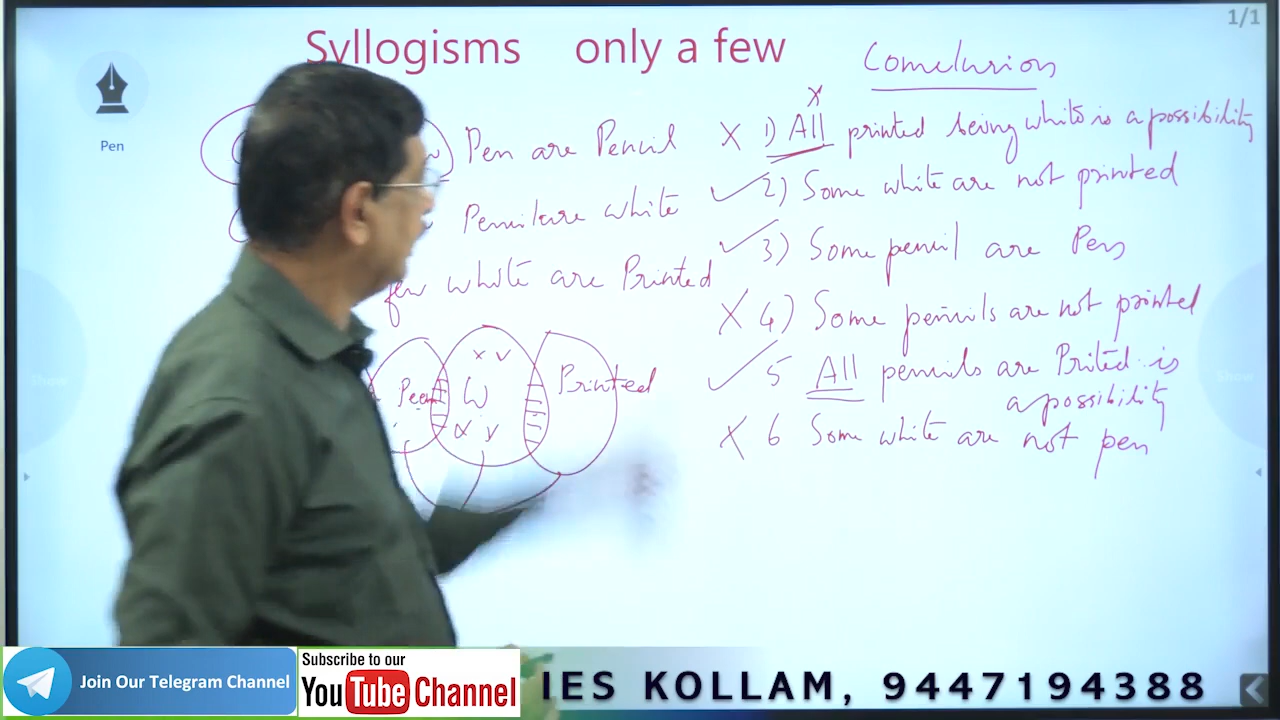 1/1
Syllogisms only a few
Pen
Comclusion
Pen are Pencil
Pencil are white
few white are Printed
Pen
W
Printed
X 1) All printed being white is a possibility
2) Some white are not printed
3) Some pencil are Pen
X 4) Some pencils are not printed
5 All pencils are Prited is
a possibility
X 6 Some white are not pen
Join Our Telegram Channel
Subscribe to our
YouTube Channel
IES KOLLAM, 9447194388